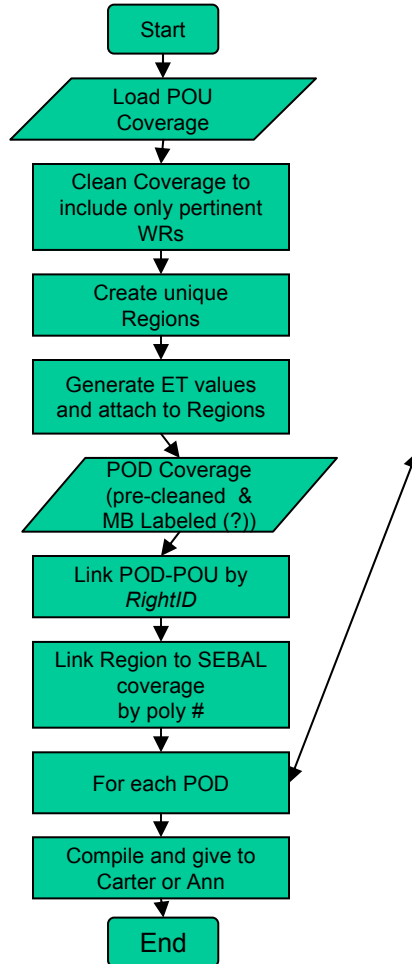 Start
Load POU
Coverage
Clean Coverage to
include only pertinent
WRs
Create unique
Regions
Generate ET values
and attach to Regions
POD Coverage
(pre-cleaned &
MB Labeled (?))
Link POD-POU by
RightID
Link Region to SEBAL
coverage
by poly #
For each POD
Compile and give to
Carter or Ann
End